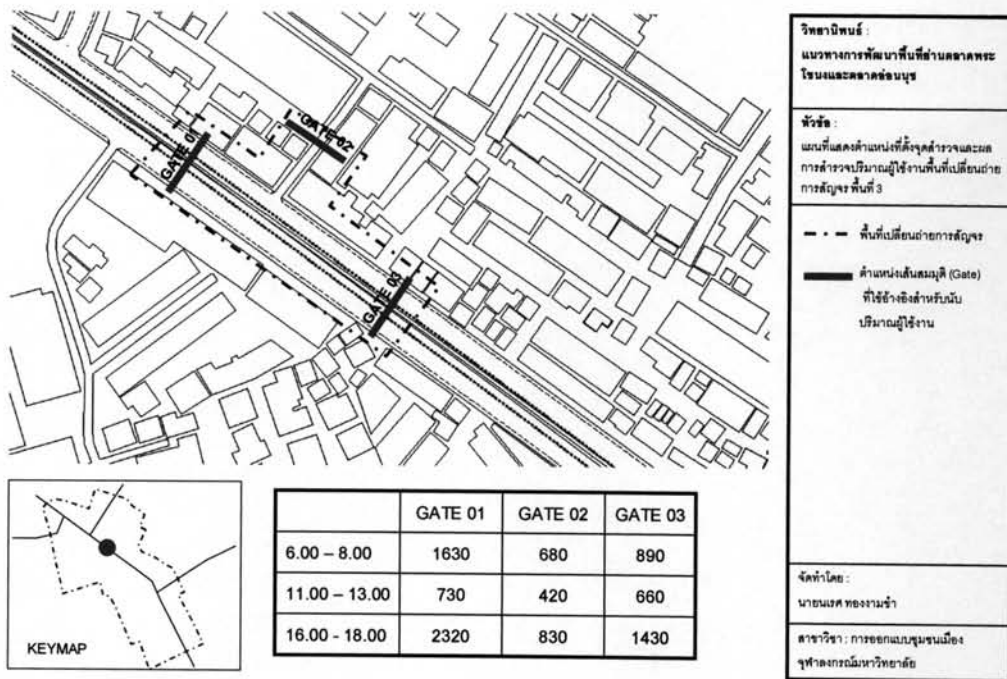 GATE 01
GATE 02
GATE 03
KEYMAP
GATE 01 GATE 02 GATE 03
6.00 – 8.00 1630 680 890
11.00 – 13.00 730 420 660
16.00 - 18.00 2320 830 1430
วิทยานิพนธ์ :
แนวทางการพัฒนาพื้นที่ย่านตลาดพระ
โขนงและตลาดอ่อนนุช
หัวข้อ :
แผนที่แสดงตำแหน่งที่ตั้งจุดสำรวจและผล
การสำรวจปริมาณผู้ใช้งานพื้นที่เปลี่ยนถ่าย
การสัญจร พื้นที่ 3
พื้นที่เปลี่ยนถ่ายการสัญจร
ตำแหน่งเส้นสมมุติ (Gate)
ที่ใช้อ้างอิงสำหรับนับ
ปริมาณผู้ใช้งาน
จัดทำโดย :
นายนเรศ ทองงามขำ
สาขาวิชา : การออกแบบชุมชนเมือง
จุฬาลงกรณ์มหาวิทยาลัย